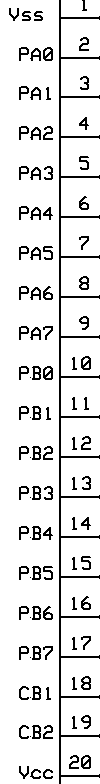 Vss 1
PA0 2
PA1 3
PA2 4
PA3 5
PA4 6
PA5 7
PA6 8
PA7 9
PB0 10
PB1 11
PB2 12
PB3 13
PB4 14
PB5 15
PB6 16
PB7 17
CB1 18
CB2 19
Vcc 20